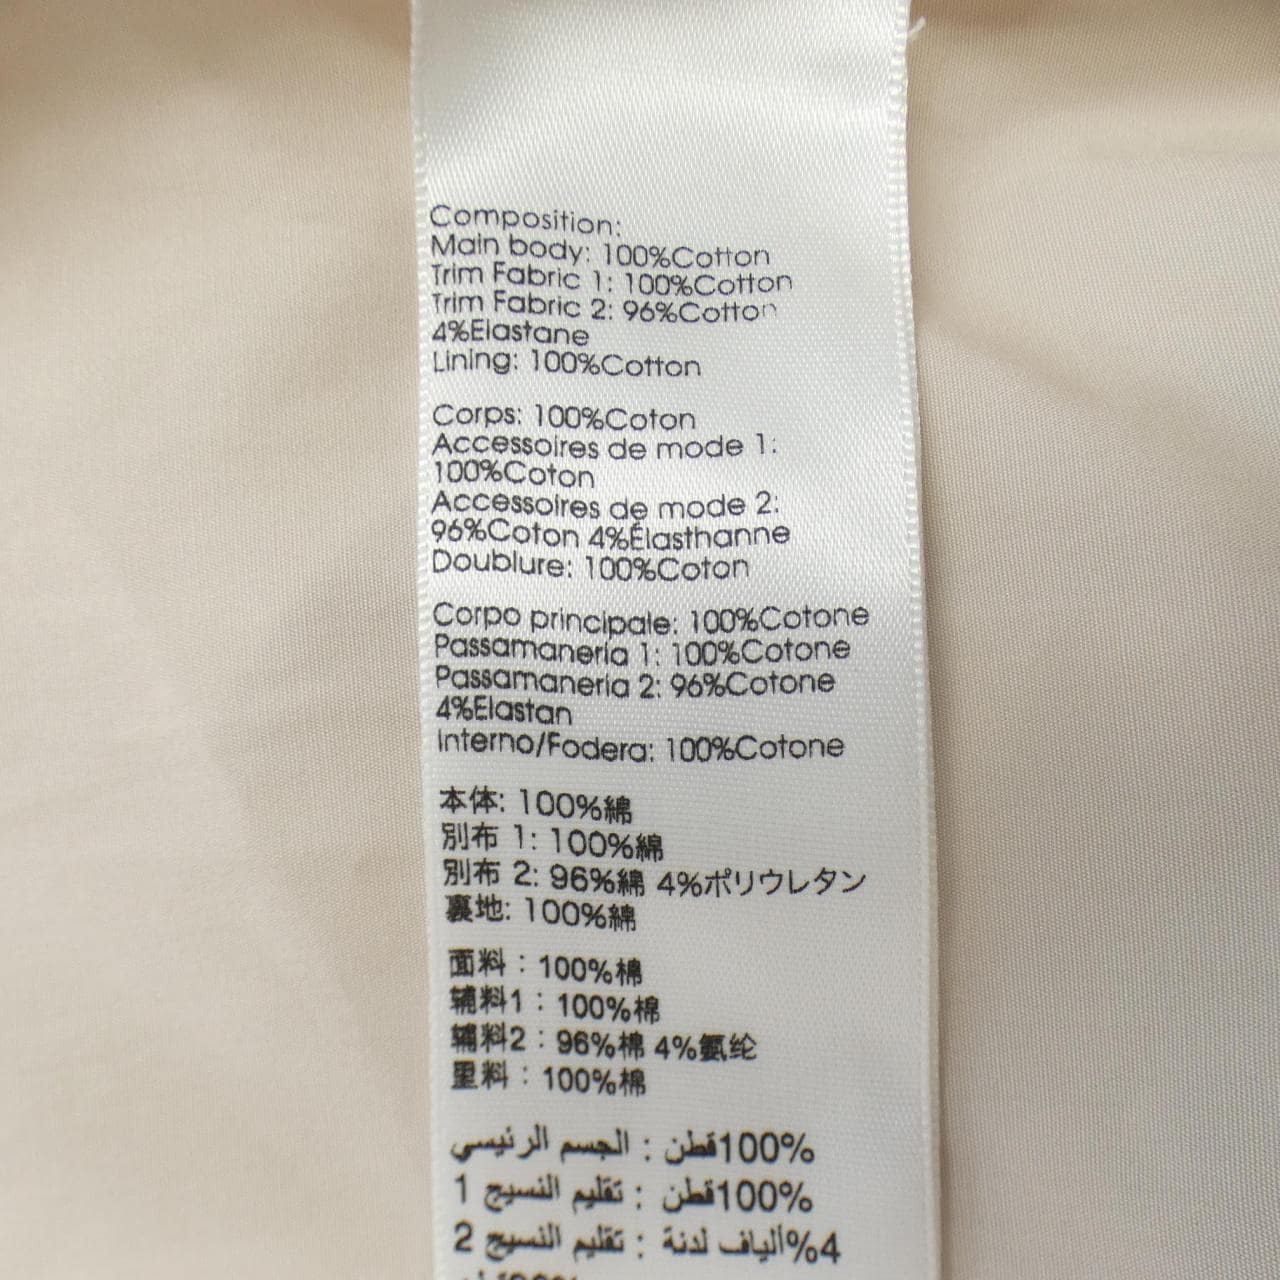 Composition:
Main body: 100%Cotton
Trim Fabric 1: 100%Cotton
Trim Fabric 2: 96%Cotton
4%Elastane
Lining: 100%Cotton
Corps: 100%Coton
Accessoires de mode 1:
100%Coton
Accessoires de mode 2:
96%Coton 4%Élasthanne
Doublure: 100%Coton
Corpo principale: 100%Cotone
Passamaneria 1: 100%Cotone
Passamaneria 2: 96%Cotone
4%Elastan
Interno/Fodera: 100%Cotone
本体: 100%綿
別布 1: 100%綿
別布 2: 96%綿 4%ポリウレタン
裏地: 100%綿
面料：100%棉
辅料1：100%棉
辅料2：96%棉 4%氨纶
里料：100%棉
100%قطن : الجسم الرئيسي
100%قطن : تقليم النسيج 1
4%ألياف لدنة : تقليم النسيج 2